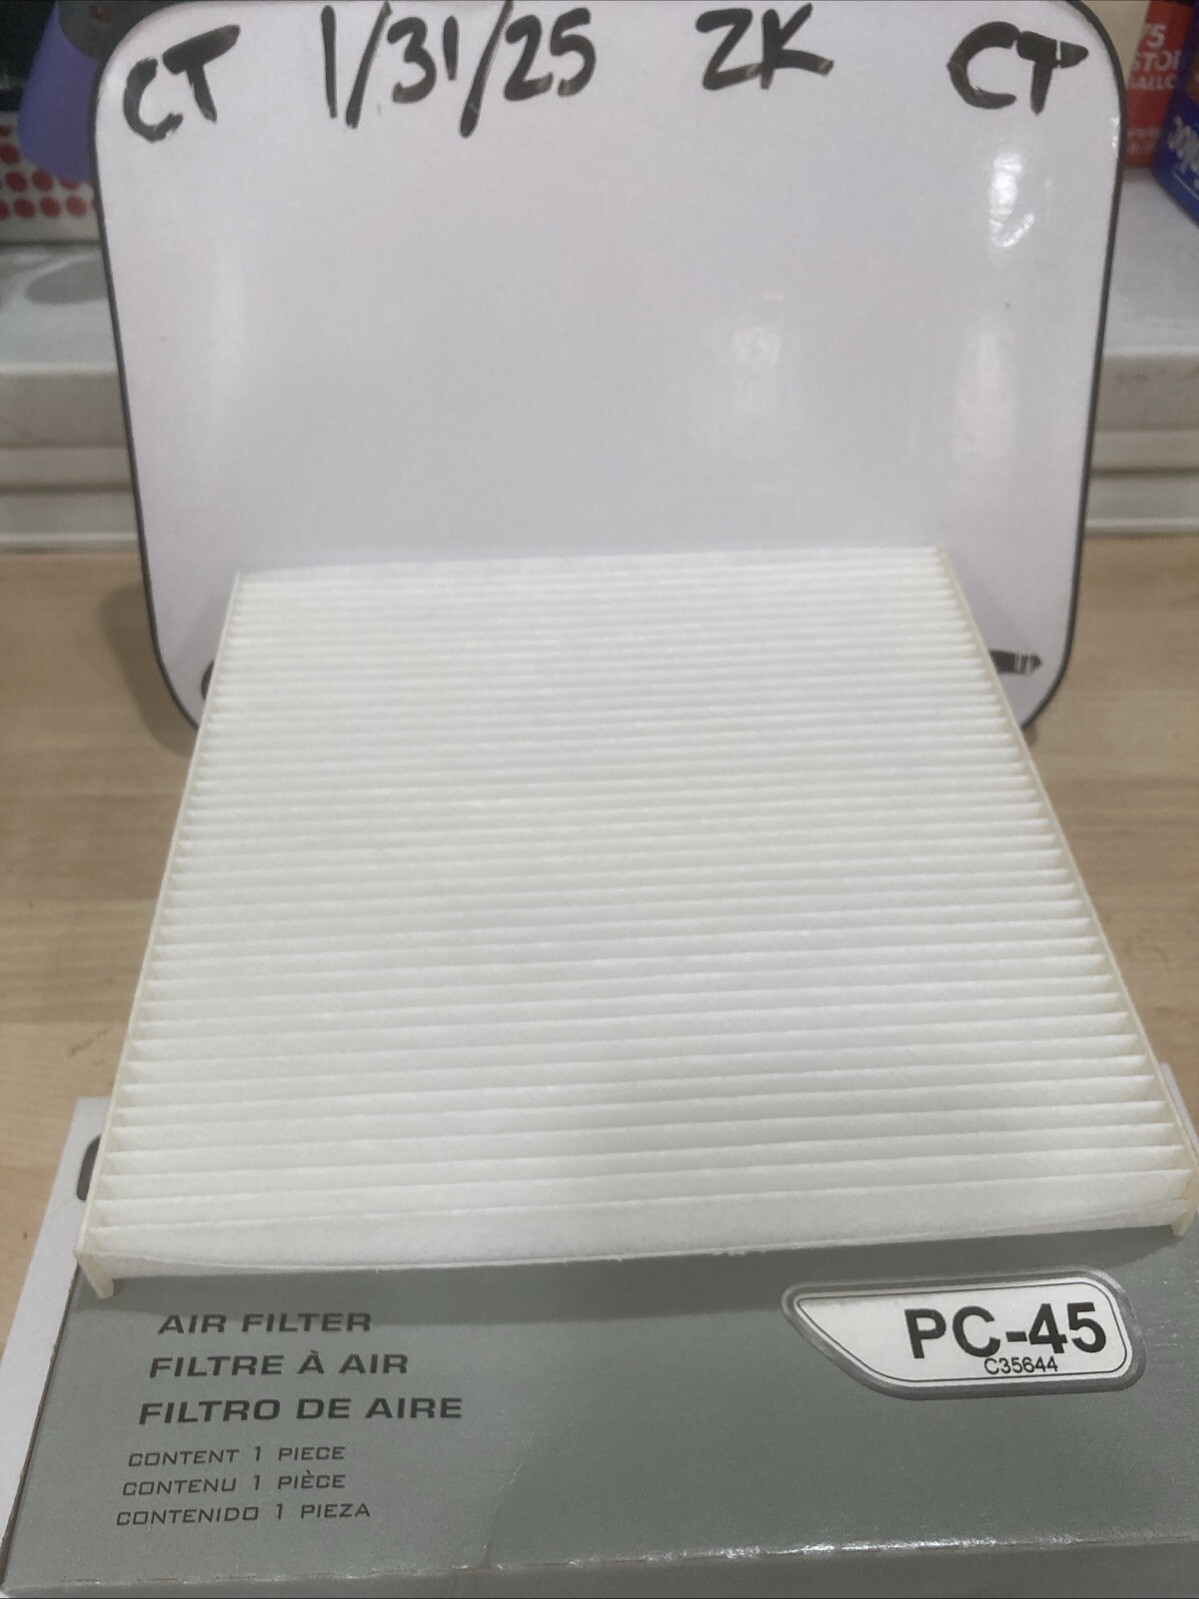 CT 1/31/25 ZK CT
AIR FILTER
FILTRE À AIR
FILTRO DE AIRE
CONTENT 1 PIECE
CONTENU 1 PIÈCE
CONTENIDO 1 PIEZA
PC-45
C35644